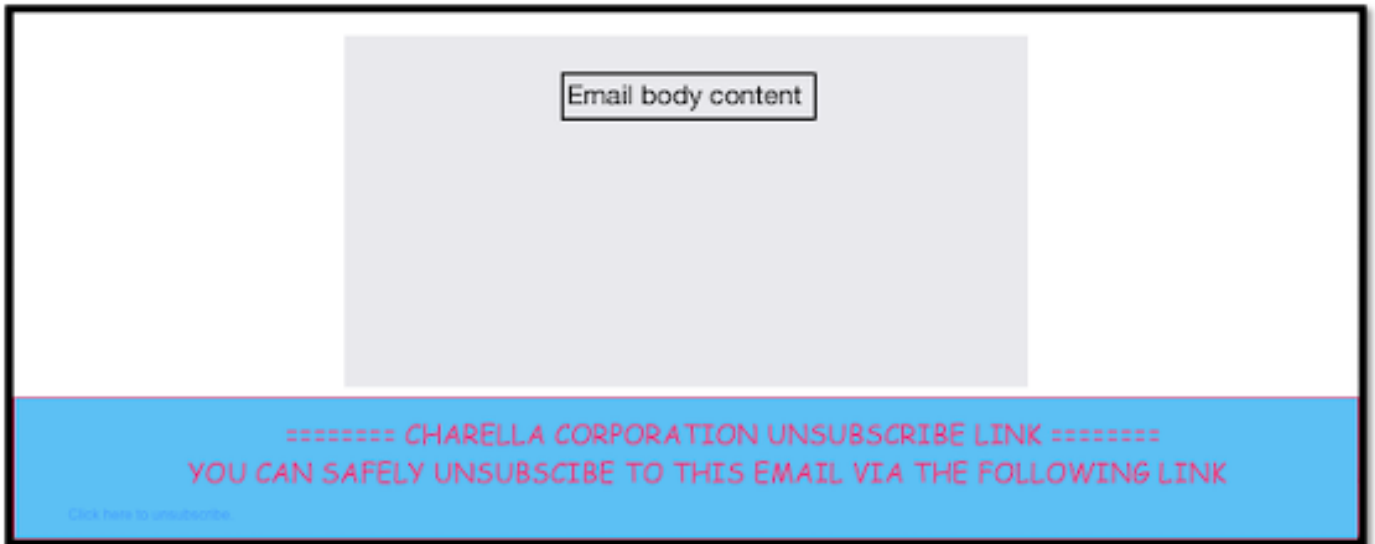 Email body content
======== CHARELLA CORPORATION UNSUBSCRIBE LINK ========
YOU CAN SAFELY UNSUBSCIBE TO THIS EMAIL VIA THE FOLLOWING LINK
Click here to unsubscribe.